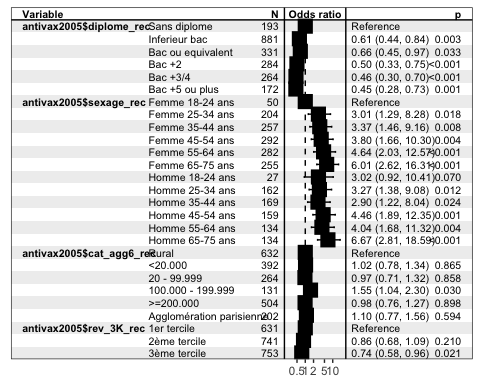 Variable N Odds ratio p
antivax2005$diplome_rec Sans diplome 193 Reference
Inferieur bac 881 0.61 (0.44, 0.84) 0.003
Bac ou equivalent 331 0.66 (0.45, 0.97) 0.033
Bac +2 284 0.50 (0.33, 0.75) <0.001
Bac +3/4 264 0.46 (0.30, 0.70) <0.001
Bac +5 ou plus 172 0.45 (0.28, 0.73) 0.001
antivax2005$sexage_rec Femme 18-24 ans 50 Reference
Femme 25-34 ans 204 3.01 (1.29, 8.28) 0.018
Femme 35-44 ans 257 3.37 (1.46, 9.16) 0.008
Femme 45-54 ans 292 3.80 (1.66, 10.30) 0.004
Femme 55-64 ans 282 4.64 (2.03, 12.57) <0.001
Femme 65-75 ans 255 6.01 (2.62, 16.31) <0.001
Homme 18-24 ans 27 3.02 (0.92, 10.41) 0.070
Homme 25-34 ans 162 3.27 (1.38, 9.08) 0.012
Homme 35-44 ans 169 2.90 (1.22, 8.04) 0.024
Homme 45-54 ans 159 4.46 (1.89, 12.35) 0.001
Homme 55-64 ans 134 4.04 (1.68, 11.32) 0.004
Homme 65-75 ans 134 6.67 (2.81, 18.59) <0.001
antivax2005$cat_agg6_rec Rural 632 Reference
<20.000 392 1.02 (0.78, 1.34) 0.865
20 - 99.999 264 0.97 (0.71, 1.32) 0.858
100.000 - 199.999 131 1.55 (1.04, 2.30) 0.030
>=200.000 504 0.98 (0.76, 1.27) 0.898
Agglomération parisienne 202 1.10 (0.77, 1.56) 0.594
antivax2005$rev_3K_rec 1er tercile 631 Reference
2ème tercile 741 0.86 (0.68, 1.09) 0.210
3ème tercile 753 0.74 (0.58, 0.96) 0.021
0.5 1 2 5 10